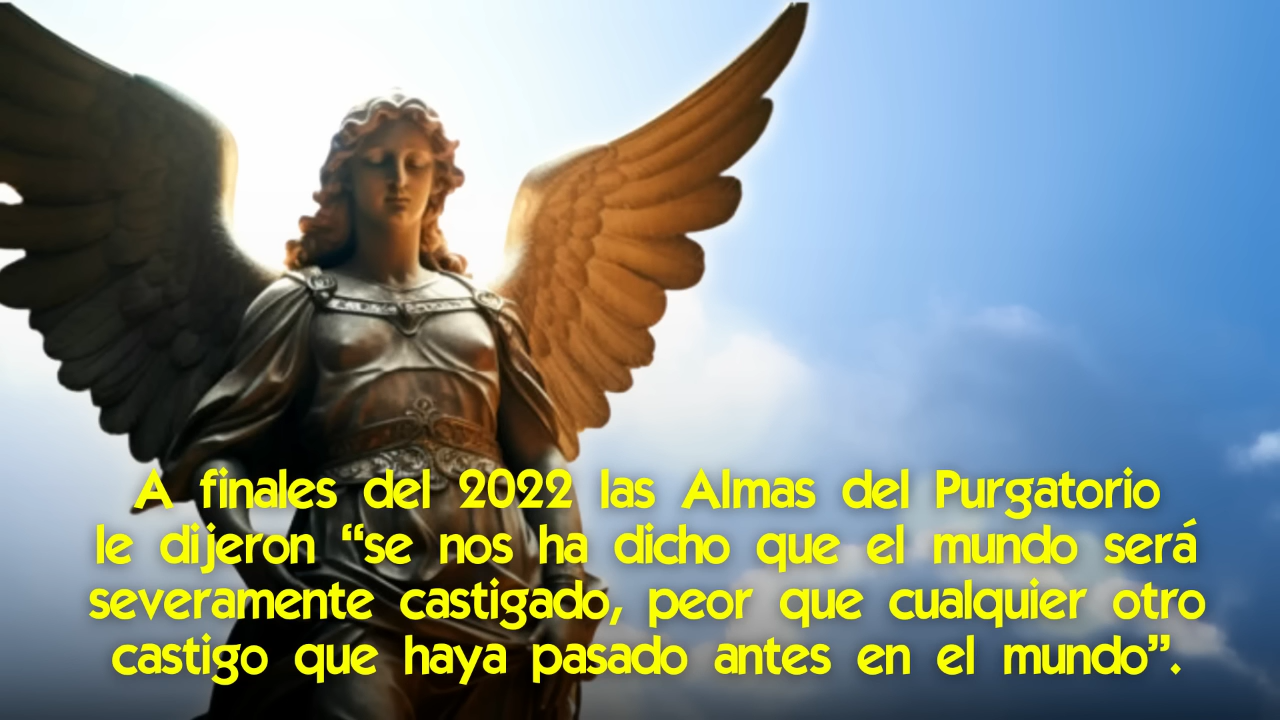 A finales del 2022 las Almas del Purgatorio
le dijeron “se nos ha dicho que el mundo será
severamente castigado, peor que cualquier otro
castigo que haya pasado antes en el mundo”.